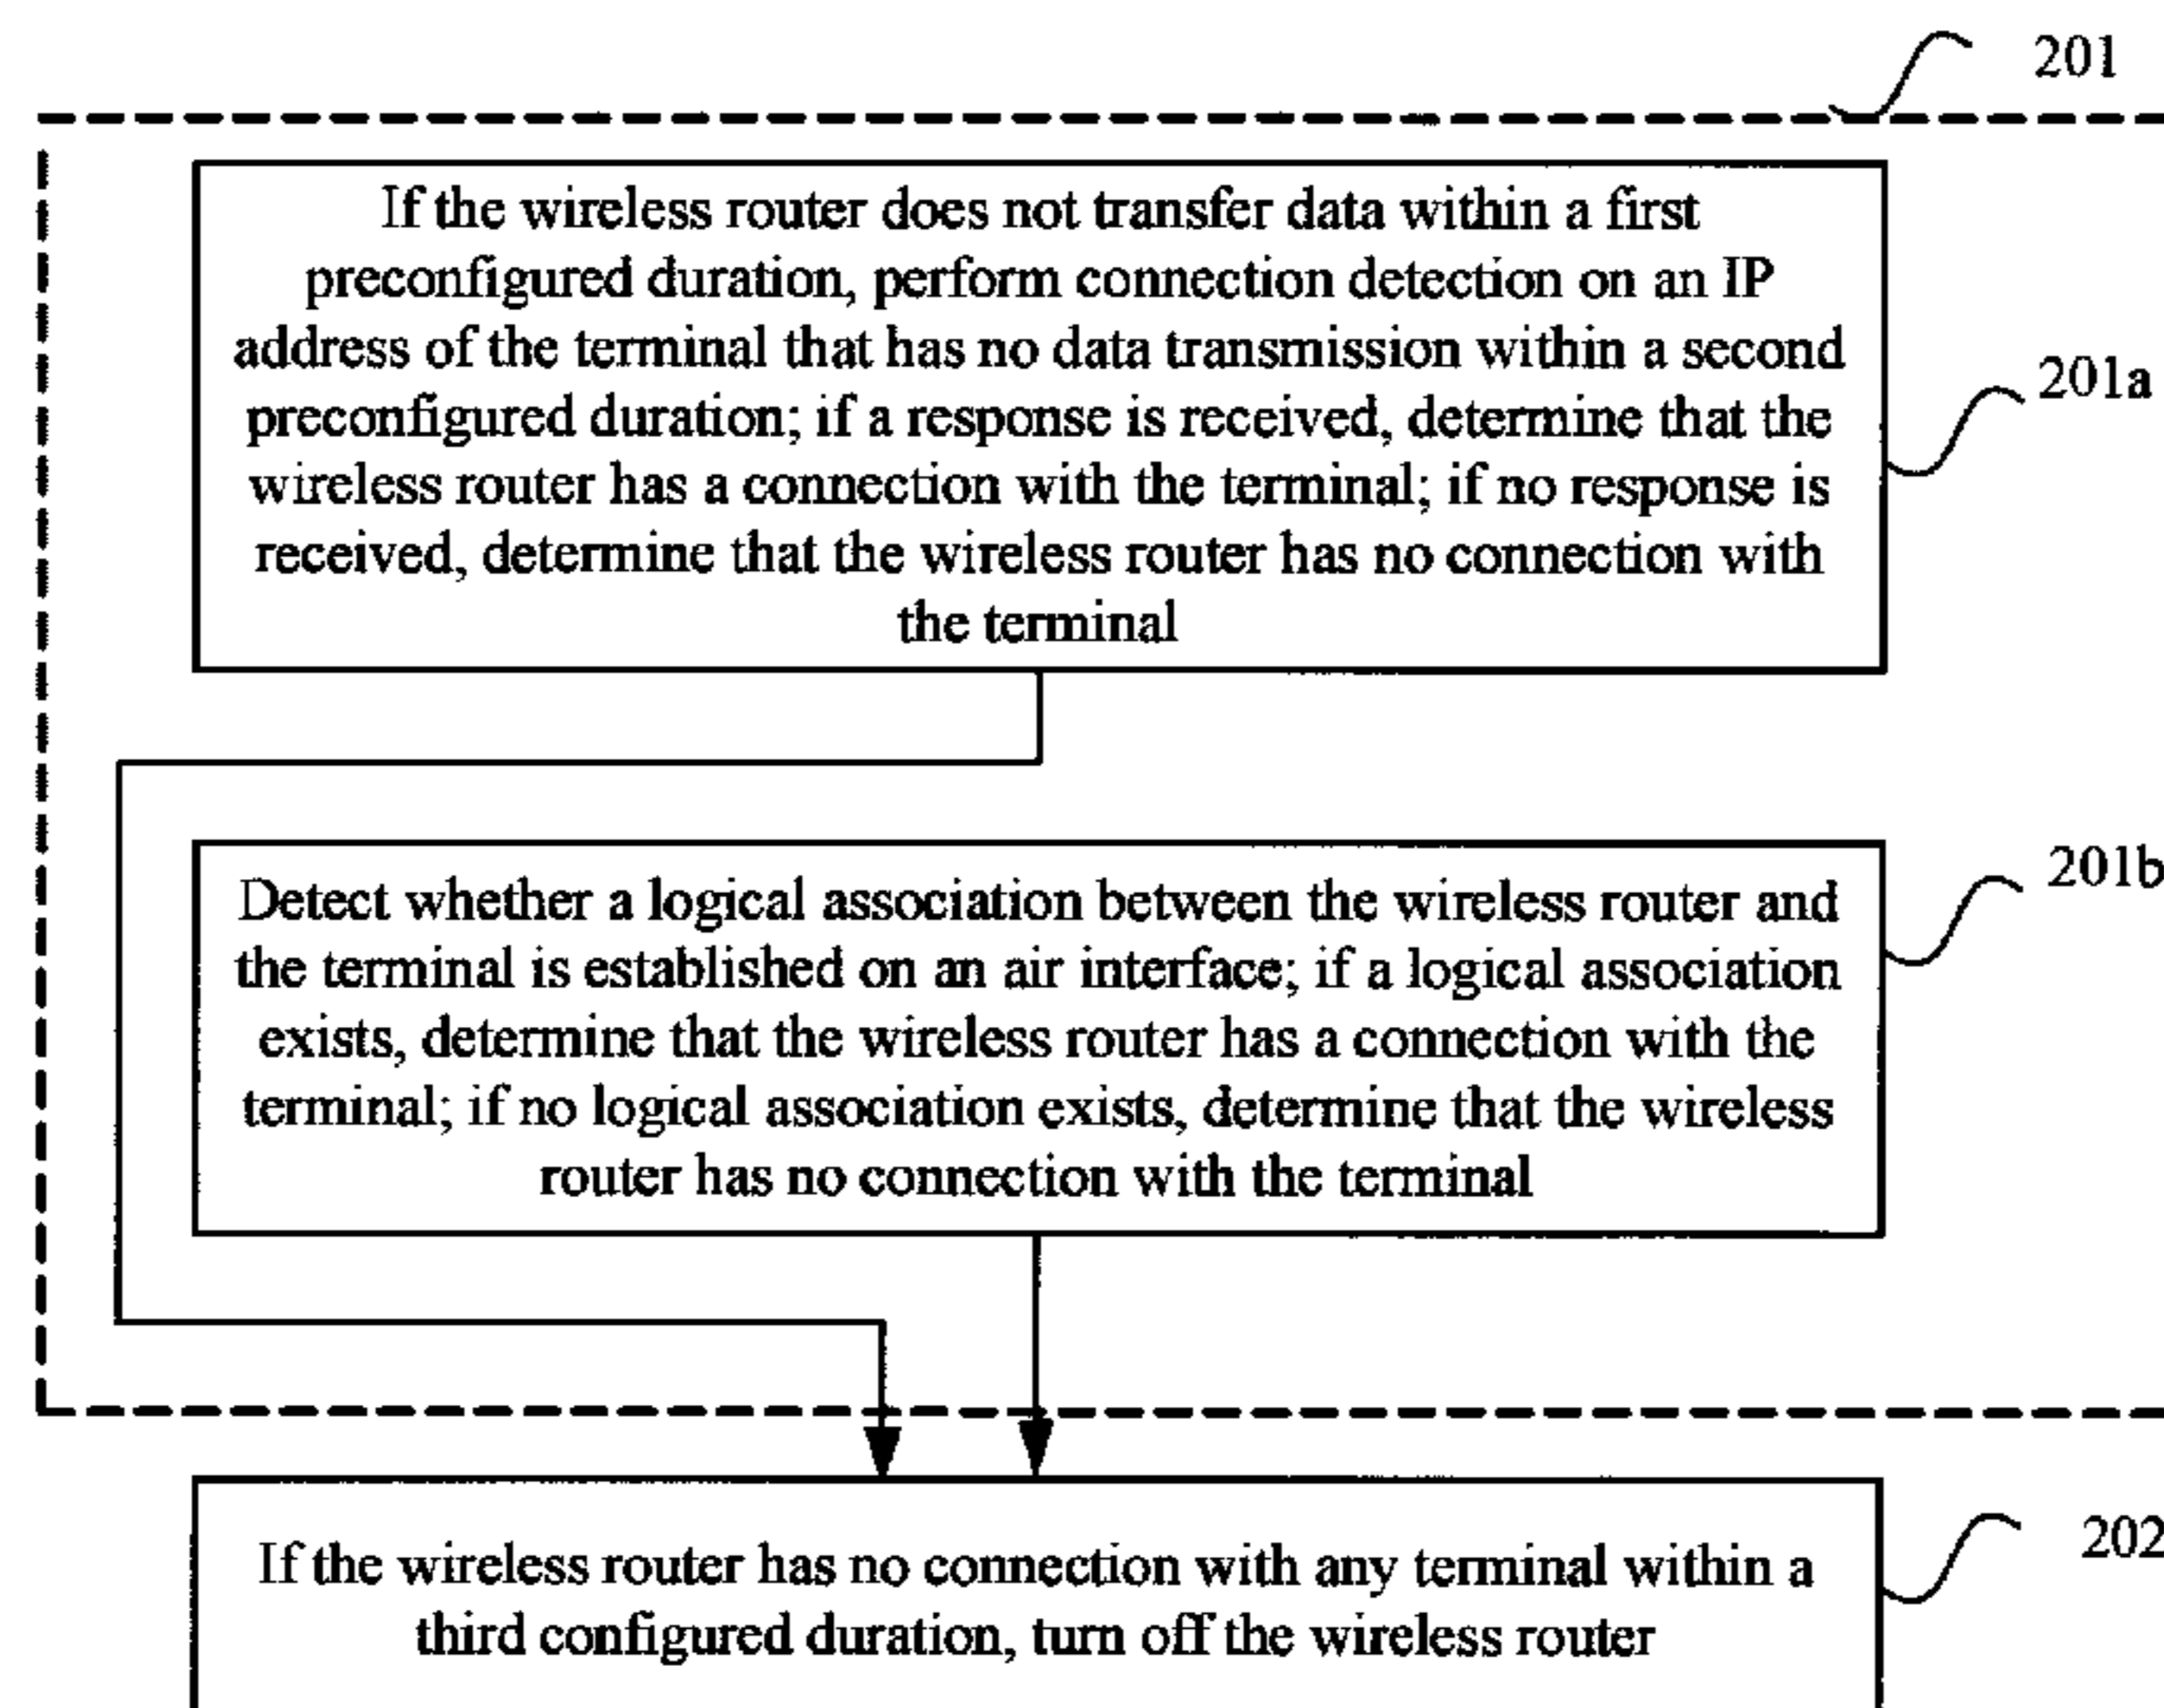 201
If the wireless router does not transfer data within a first
preconfigured duration, perform connection detection on an IP
address of the terminal that has no data transmission within a second
preconfigured duration; if a response is received, determine that the
wireless router has a connection with the terminal; if no response is
received, determine that the wireless router has no connection with
the terminal
201a
Detect whether a logical association between the wireless router and
the terminal is established on an air interface; if a logical association
exists, determine that the wireless router has a connection with the
terminal; if no logical association exists, determine that the wireless
router has no connection with the terminal
201b
If the wireless router has no connection with any terminal within a
third configured duration, turn off the wireless router
202